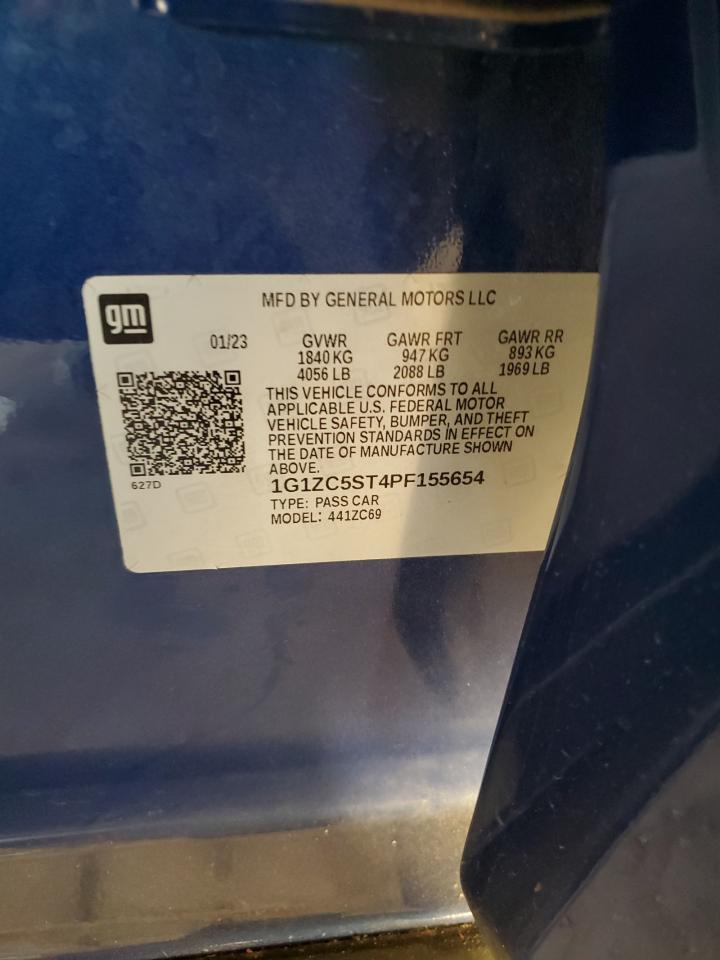 gm
MFD BY GENERAL MOTORS LLC
01/23 GVWR GAWR FRT GAWR RR
1840 KG 947 KG 893 KG
4056 LB 2088 LB 1969 LB
THIS VEHICLE CONFORMS TO ALL
APPLICABLE U.S. FEDERAL MOTOR
VEHICLE SAFETY, BUMPER, AND THEFT
PREVENTION STANDARDS IN EFFECT ON
THE DATE OF MANUFACTURE SHOWN
ABOVE.
1G1ZC5ST4PF155654
627D
TYPE: PASS CAR
MODEL: 441ZC69